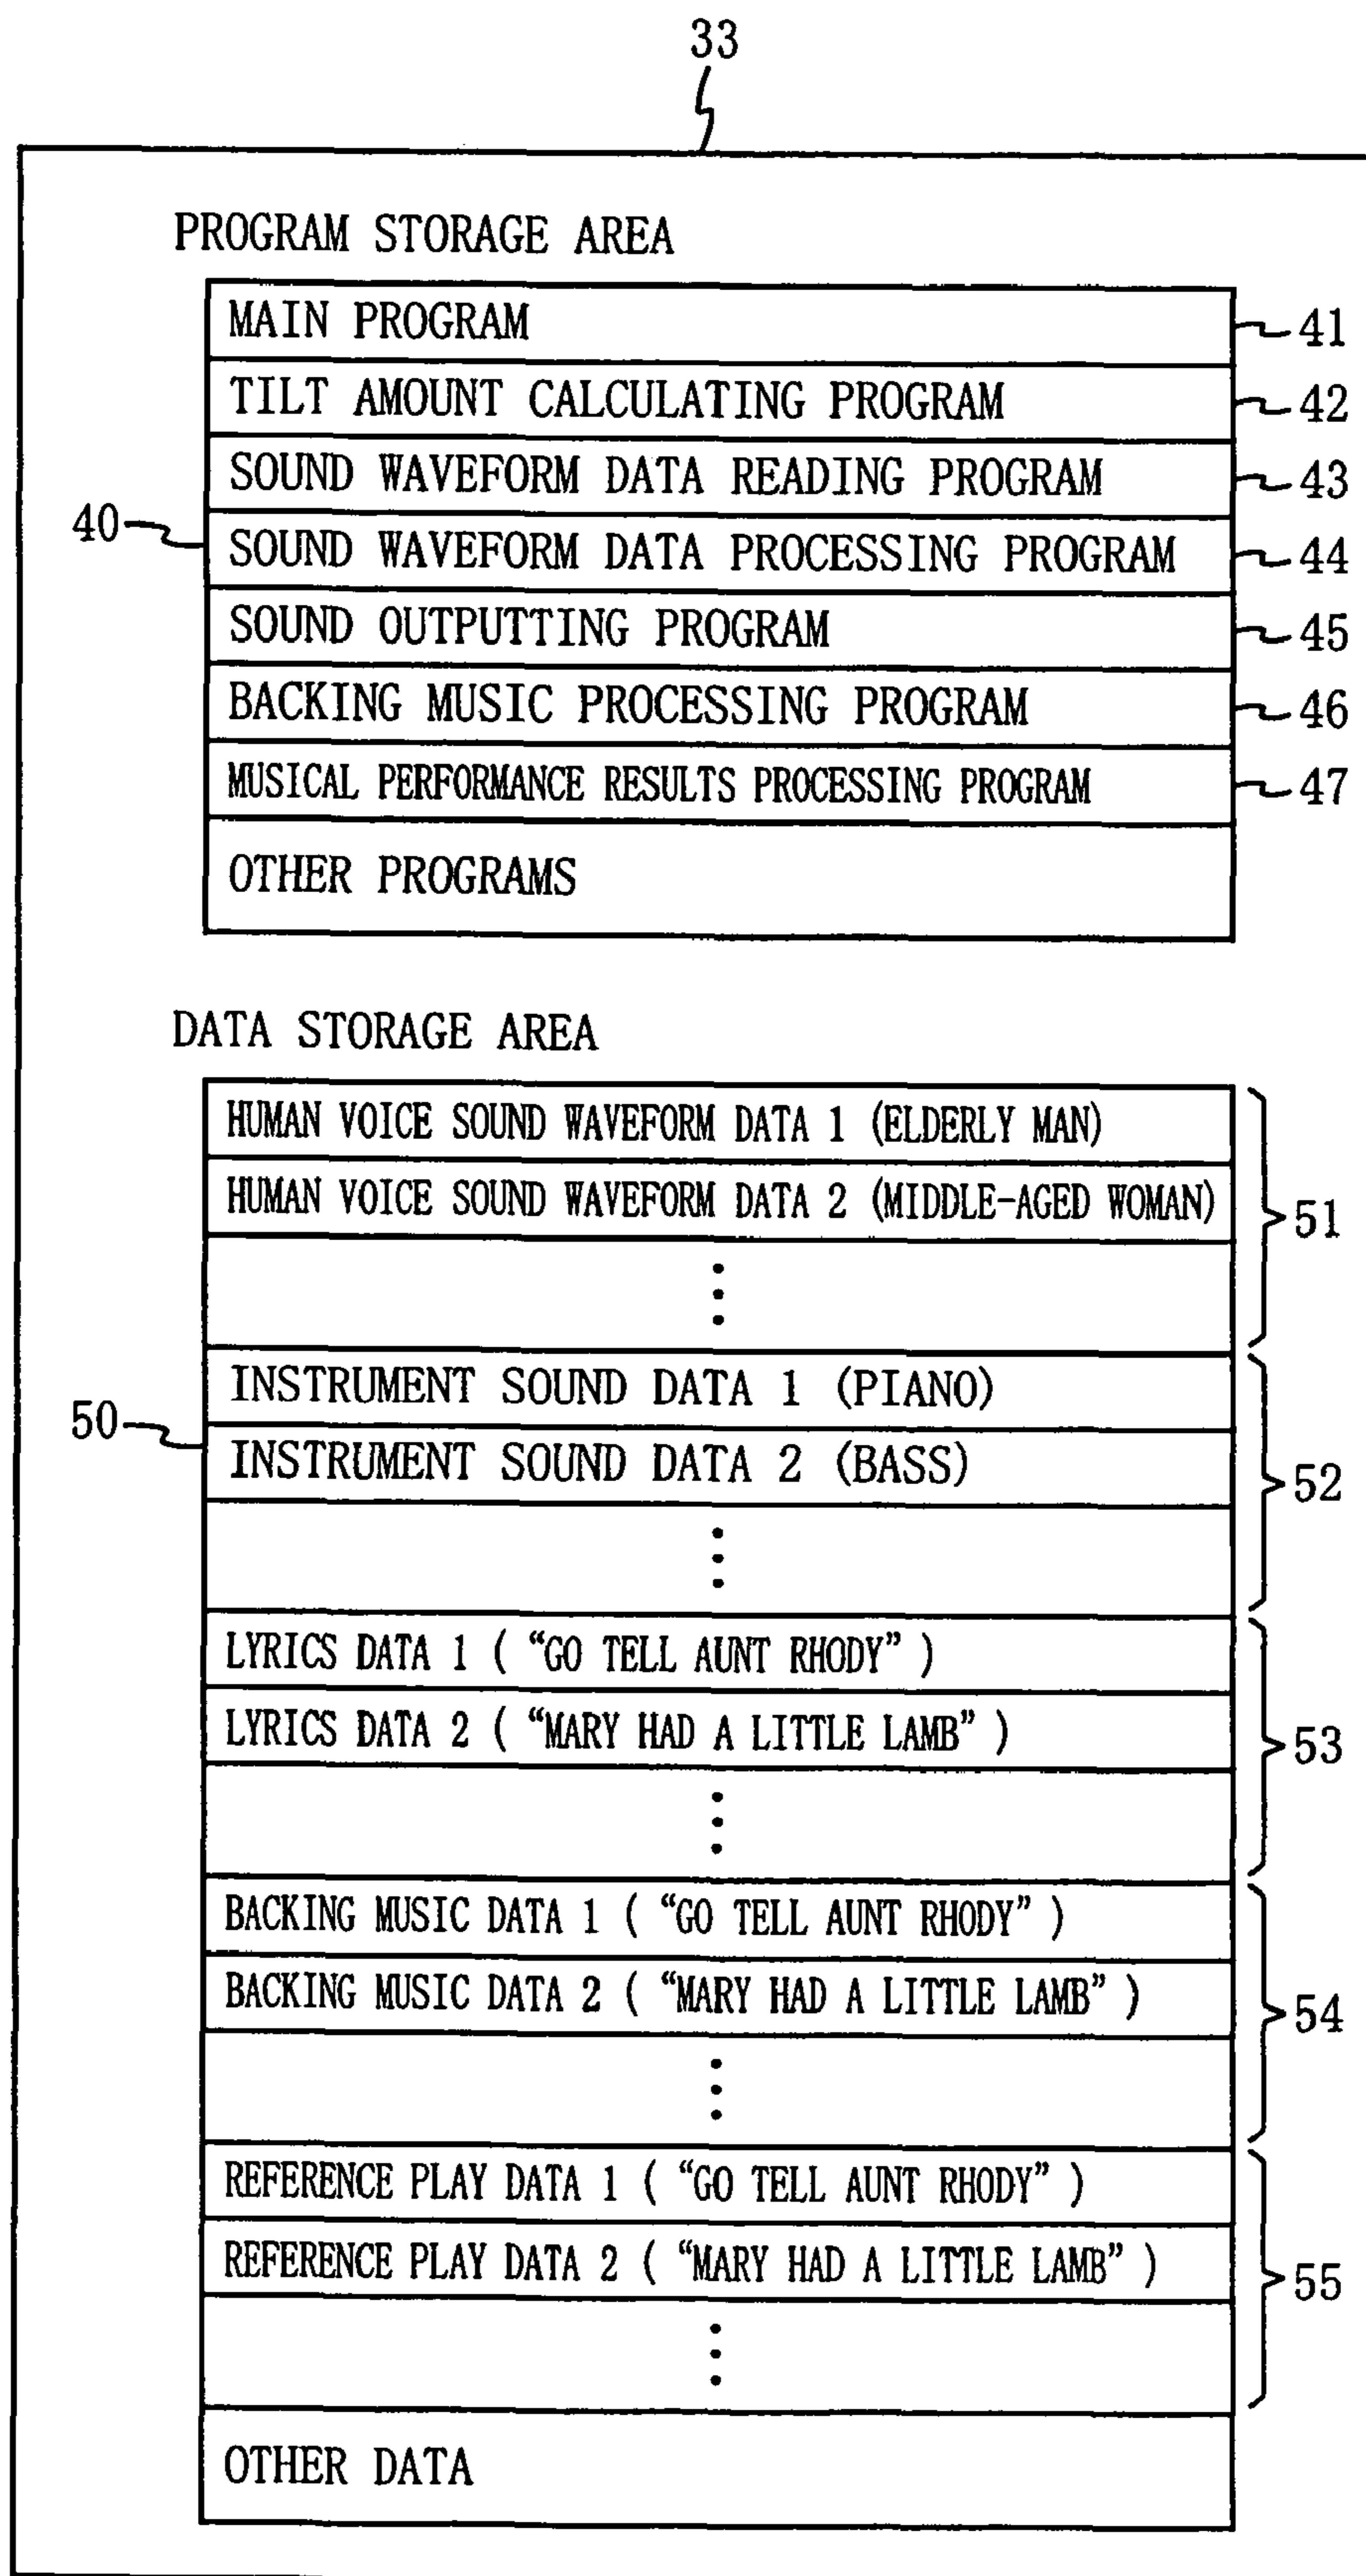 33
PROGRAM STORAGE AREA
MAIN PROGRAM 41
TILT AMOUNT CALCULATING PROGRAM 42
SOUND WAVEFORM DATA READING PROGRAM 43
40 SOUND WAVEFORM DATA PROCESSING PROGRAM 44
SOUND OUTPUTTING PROGRAM 45
BACKING MUSIC PROCESSING PROGRAM 46
MUSICAL PERFORMANCE RESULTS PROCESSING PROGRAM 47
OTHER PROGRAMS
DATA STORAGE AREA
HUMAN VOICE SOUND WAVEFORM DATA 1 (ELDERLY MAN)
HUMAN VOICE SOUND WAVEFORM DATA 2 (MIDDLE-AGED WOMAN)
51
INSTRUMENT SOUND DATA 1 (PIANO)
50
INSTRUMENT SOUND DATA 2 (BASS)
52
LYRICS DATA 1 ( “GO TELL AUNT RHODY” )
LYRICS DATA 2 ( “MARY HAD A LITTLE LAMB” )
53
BACKING MUSIC DATA 1 ( “GO TELL AUNT RHODY” )
BACKING MUSIC DATA 2 ( “MARY HAD A LITTLE LAMB” )
54
REFERENCE PLAY DATA 1 ( “GO TELL AUNT RHODY” )
REFERENCE PLAY DATA 2 ( “MARY HAD A LITTLE LAMB” )
55
OTHER DATA